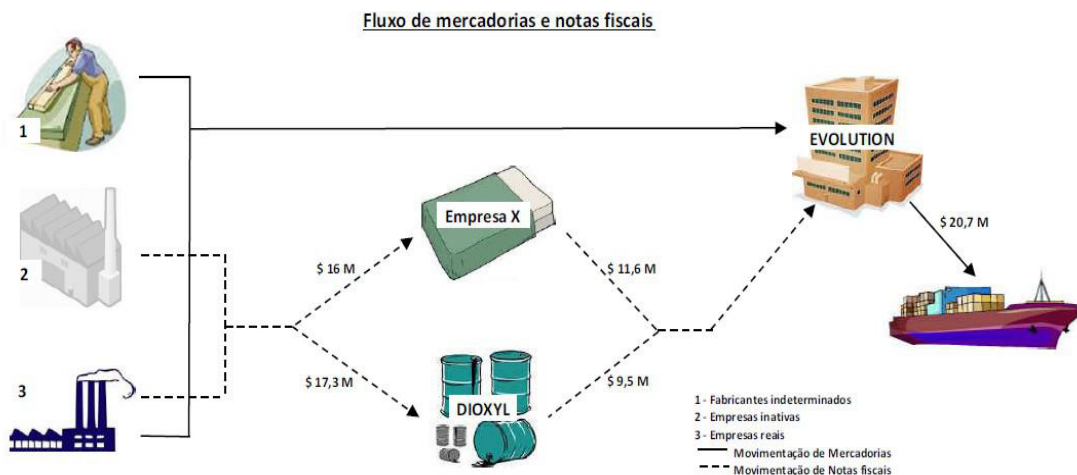 Fluxo de mercadorias e notas fiscais
1
EVOLUTION
Empresa X
$ 20,7 M
2
$ 16 M
$ 11,6 M
3
$ 17,3 M
$ 9,5 M
DIOXYL
1 - Fabricantes indeterminados
2 - Empresas inativas
3 - Empresas reais
Movimentação de Mercadorias
Movimentação de Notas fiscais